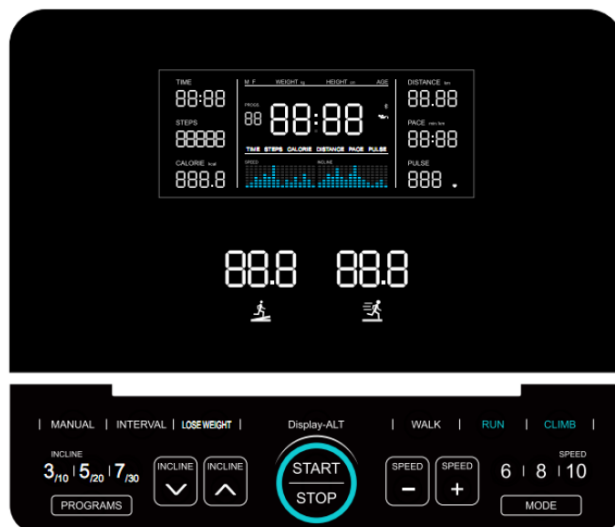 TIME
88:88
STEPS
88888
CALORIE kcal
888.8
M F WEIGHT kg HEIGHT cm AGE
PROG.
88
88:88
TIME STEPS CALORIE DISTANCE PACE PULSE
SPEED INCLINE
DISTANCE km
88.88
PACE min/km
88:88
PULSE
888
88.8 88.8
| MANUAL | INTERVAL | LOSE WEIGHT |
Display-ALT
| WALK | RUN | CLIMB |
INCLINE
3/10 | 5/20 | 7/30
PROGRAMS
INCLINE
INCLINE
START
STOP
SPEED
-
SPEED
+
SPEED
6 | 8 | 10
MODE